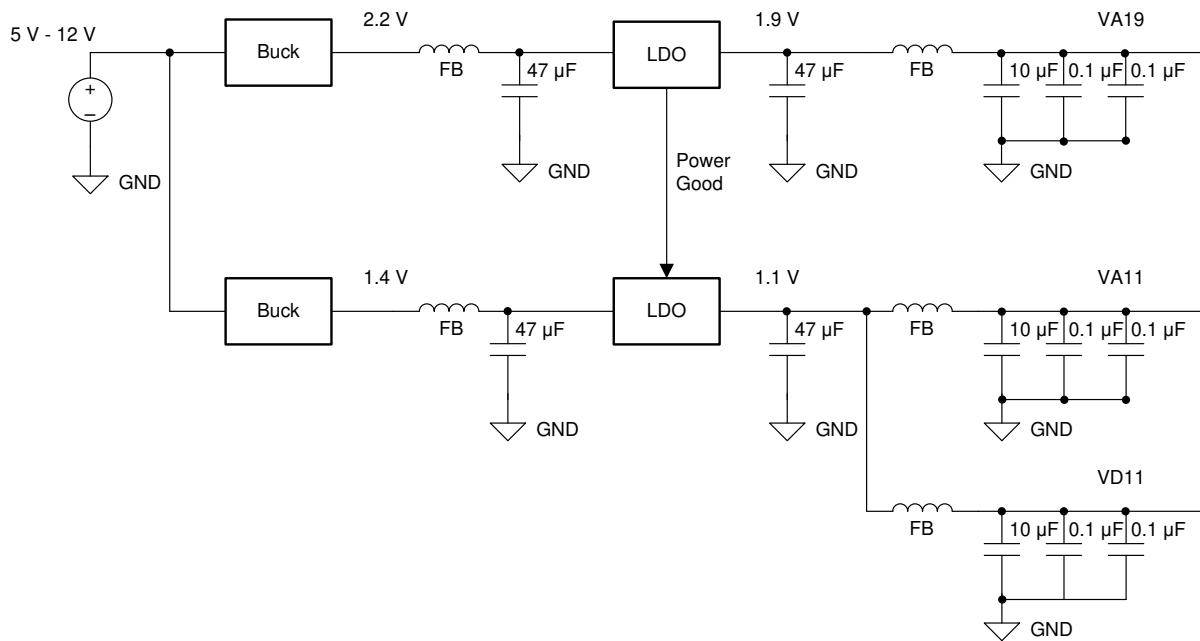 5 V - 12 V
2.2 V
1.9 V
VA19
Buck
LDO
FB
47 µF
47 µF
FB
10 µF
0.1 µF
0.1 µF
+
−
GND
GND
GND
GND
Power
Good
1.4 V
1.1 V
VA11
Buck
LDO
FB
47 µF
47 µF
FB
10 µF
0.1 µF
0.1 µF
GND
GND
GND
VD11
FB
10 µF
0.1 µF
0.1 µF
GND